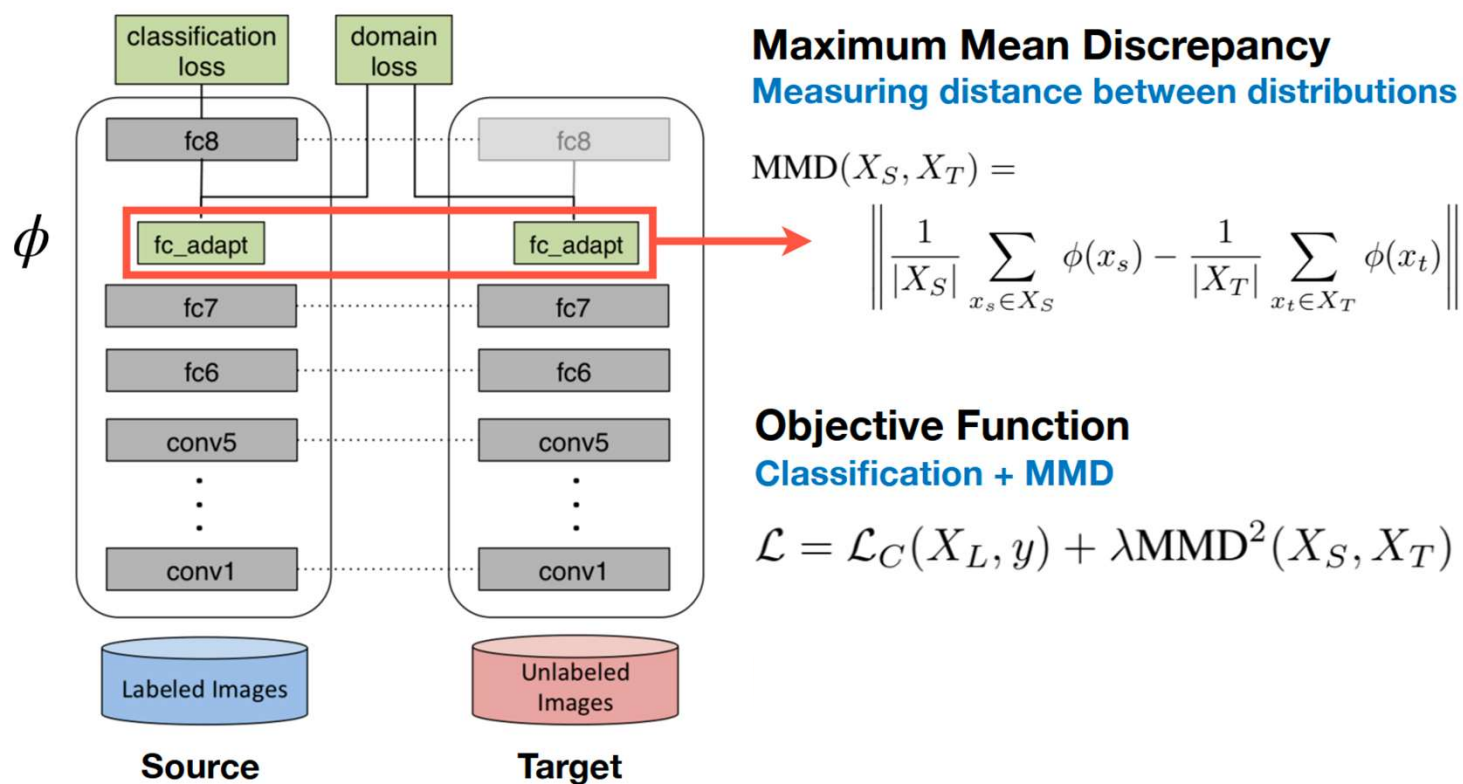 classification
loss
domain
loss
fc8
fc8
ϕ
fc_adapt
fc_adapt
fc7
fc7
fc6
fc6
conv5
conv5
conv1
conv1
Labeled Images
Unlabeled
Images
Source
Target
Maximum Mean Discrepancy
Measuring distance between distributions
MMD(X_S, X_T) =
‖ 1/|X_S| ∑_{x_s∈X_S} ϕ(x_s) − 1/|X_T| ∑_{x_t∈X_T} ϕ(x_t) ‖
Objective Function
Classification + MMD
ℒ = ℒ_C(X_L, y) + λMMD²(X_S, X_T)